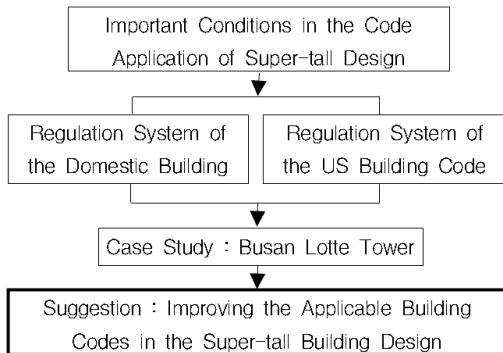 Important Conditions in the Code
Application of Super-tall Design
Regulation System of
the Domestic Building
Regulation System of
the US Building Code
Case Study : Busan Lotte Tower
Suggestion : Improving the Applicable Building
Codes in the Super-tall Building Design